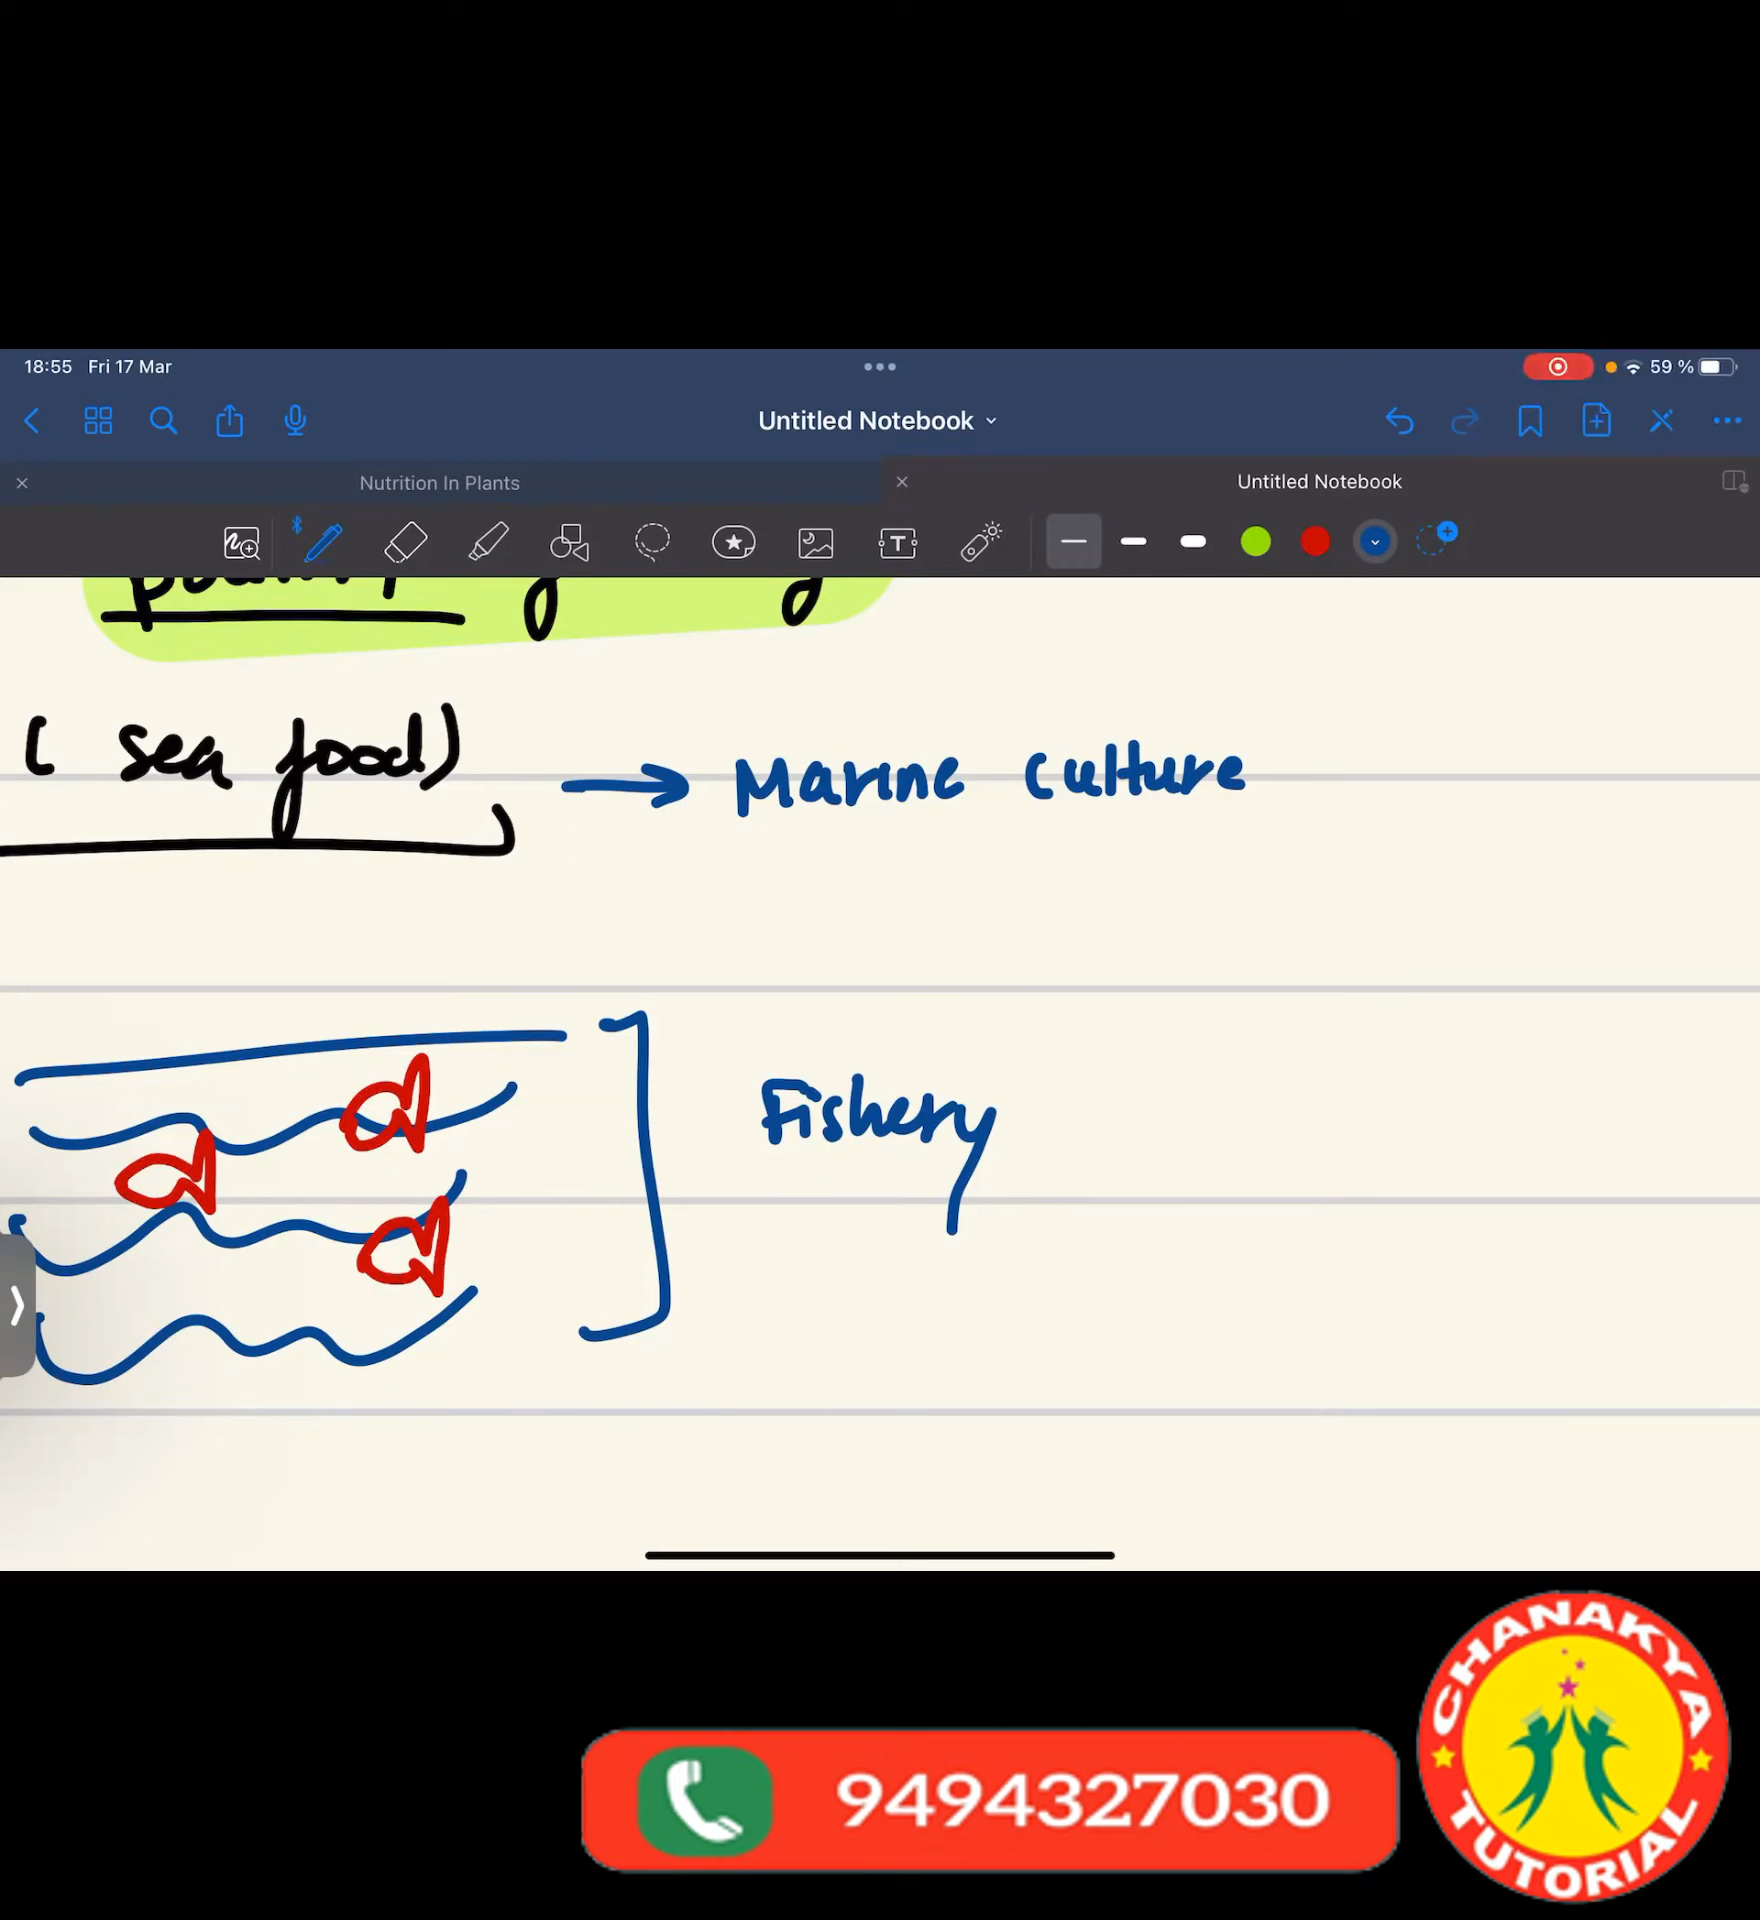 18:55 Fri 17 Mar
59 %
Untitled Notebook
Nutrition In Plants
Untitled Notebook
T
( sea food) → Marine culture
Fishery
9494327030
CHANAKYA
TUTORIAL